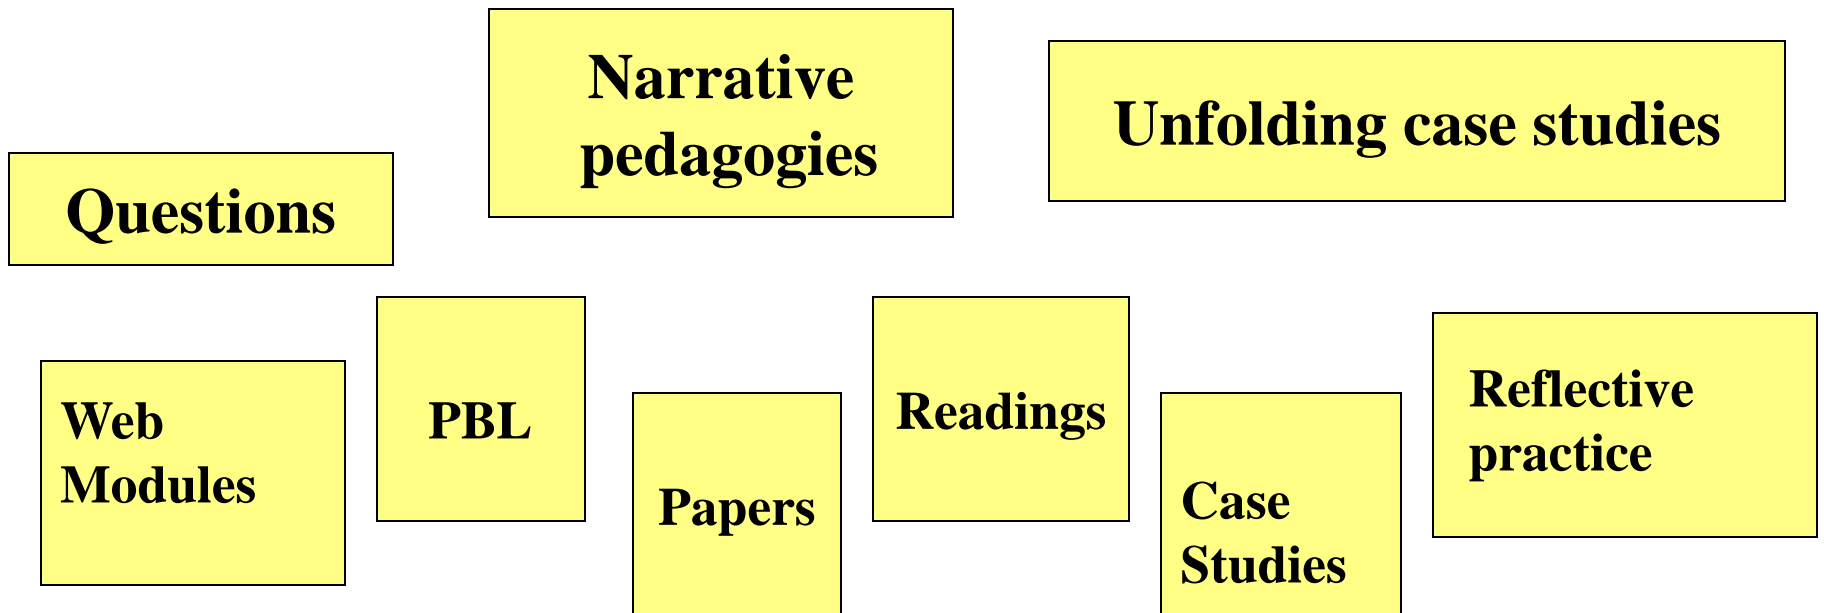 Narrative
pedagogies
Unfolding case studies
Questions
Web
Modules
PBL
Papers
Readings
Case
Studies
Reflective
practice